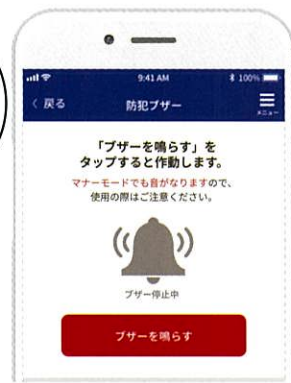 9:41 AM
100%
戻る
防犯ブザー
メニュー
「ブザーを鳴らす」を
タップすると作動します。
マナーモードでも音がなりますので、
使用の際はご注意ください。
ブザー停止中
ブザーを鳴らす